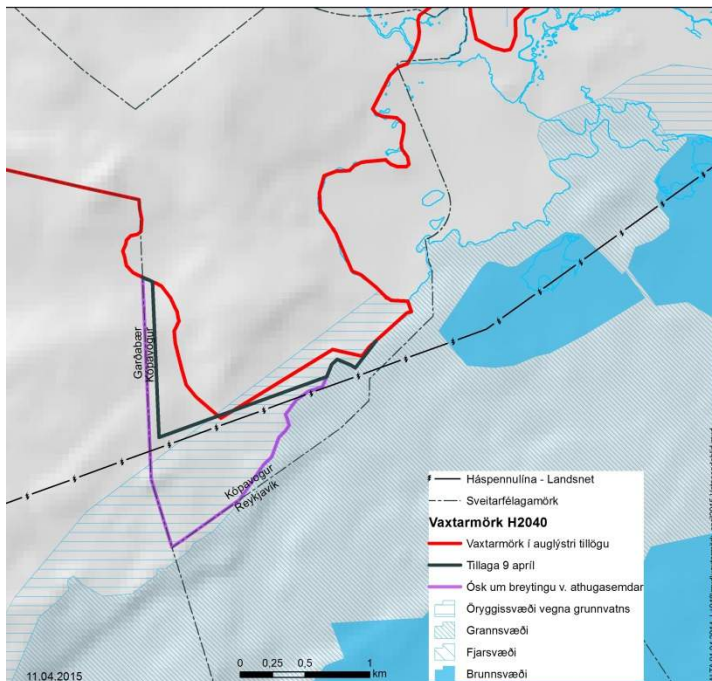 Garðabær
Kópavogur
Kópavogur
Reykjavík
Háspennulína - Landsnet
Sveitarfélagamörk
Vaxtarmörk H2040
Vaxtarmörk í auglýstri tillögu
Tillaga 9 apríl
Ósk um breytingu v. athugasemdar
Öryggissvæði vegna grunnvatns
Grannsvæði
Fjarsvæði
Brunnsvæði
11.04.2015
0 0,25 0,5 1
km